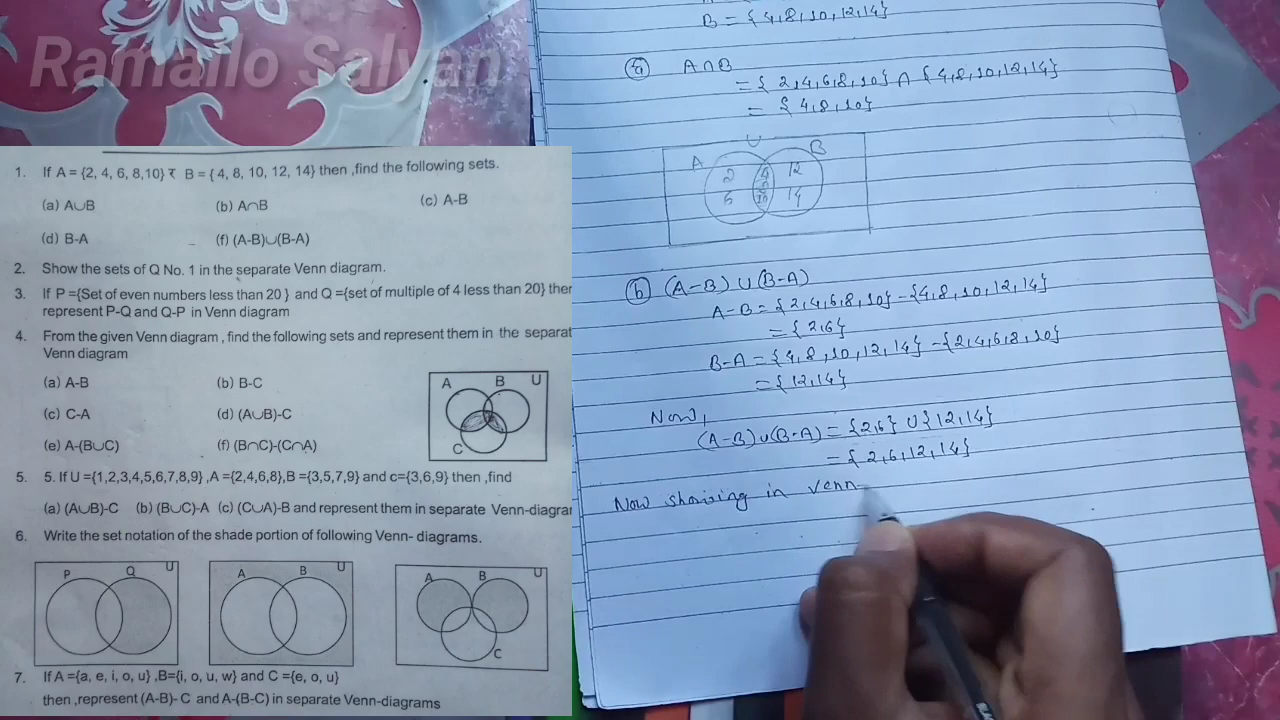 Ramailo Salyan
1. If A = {2, 4, 6, 8,10} र B = { 4, 8, 10, 12, 14} then ,find the following sets.
(a) A∪B (b) A∩B (c) A-B
(d) B-A (f) (A-B)∪(B-A)
2. Show the sets of Q No. 1 in the separate Venn diagram.
3. If P ={Set of even numbers less than 20 } and Q ={set of multiple of 4 less than 20} then
represent P-Q and Q-P in Venn diagram
4. From the given Venn diagram , find the following sets and represent them in the separat
Venn diagram
(a) A-B (b) B-C
(c) C-A (d) (A∪B)-C
(e) A-(B∪C) (f) (B∩C)-(C∩A)
A B U
C
5. 5. If U ={1,2,3,4,5,6,7,8,9} ,A ={2,4,6,8},B ={3,5,7,9} and c={3,6,9} then ,find
(a) (A∪B)-C (b) (B∪C)-A (c) (C∪A)-B and represent them in separate Venn-diagra
6. Write the set notation of the shade portion of following Venn- diagrams.
P Q U
A B U
A B U
C
7. If A ={a, e, i, o, u} ,B={i, o, u, w} and C ={e, o, u}
then ,represent (A-B)- C and A-(B-C) in separate Venn-diagrams
B = {4,8,10,12,14}
A∩B
= {2,4,6,8,10} ∩ {4,8,10,12,14}
= {4,8,10}
U
A B
2 4 12
8
6 10 14
(b) (A-B) ∪ (B-A)
A-B = {2,4,6,8,10} - {4,8,10,12,14}
= {2,6}
B-A = {4,8,10,12,14} - {2,4,6,8,10}
= {12,14}
Now,
(A-B)∪(B-A) = {2,6} ∪ {12,14}
= {2,6,12,14}
Now showing in venn-